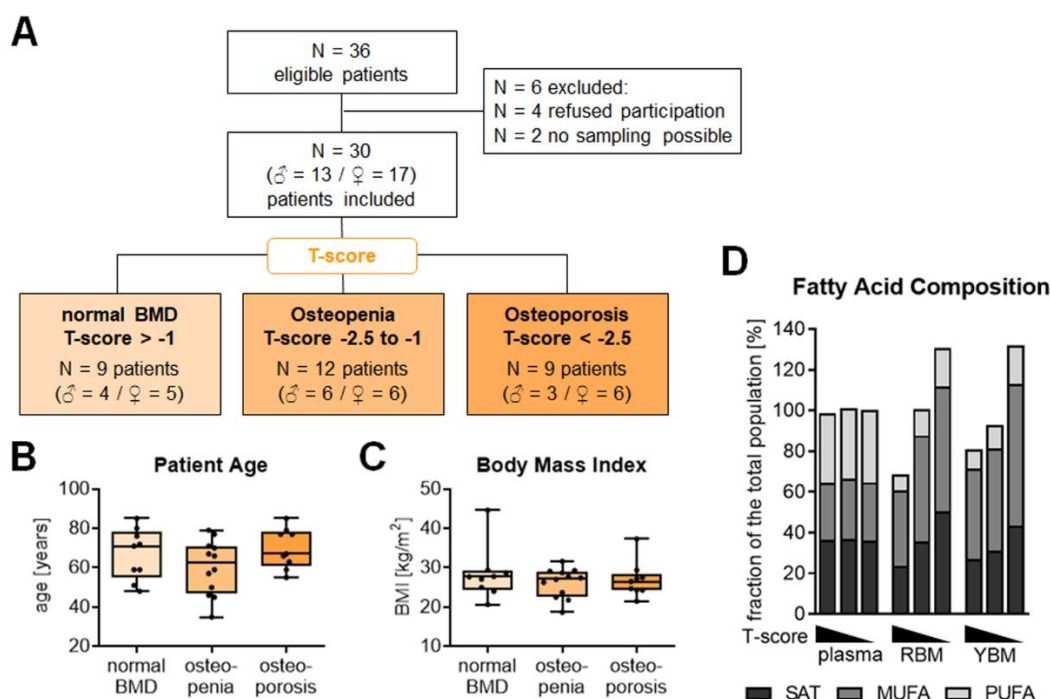 A
N = 36
eligible patients
N = 6 excluded:
N = 4 refused participation
N = 2 no sampling possible
N = 30
(♂ = 13 / ♀ = 17)
patients included
T-score
normal BMD
T-score > -1
N = 9 patients
(♂ = 4 / ♀ = 5)
Osteopenia
T-score -2.5 to -1
N = 12 patients
(♂ = 6 / ♀ = 6)
Osteoporosis
T-score < -2.5
N = 9 patients
(♂ = 3 / ♀ = 6)
B
Patient Age
age [years]
100
80
60
40
20
normal
BMD
osteo-
penia
osteo-
porosis
C
Body Mass Index
BMI [kg/m²]
50
40
30
20
10
normal
BMD
osteo-
penia
osteo-
porosis
D
Fatty Acid Composition
fraction of the total population [%]
140
120
100
80
60
40
20
0
T-score
plasma
RBM
YBM
SAT
MUFA
PUFA